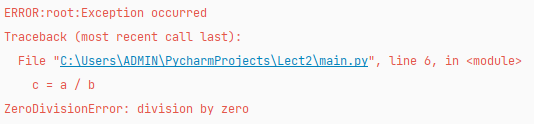 ERROR:root:Exception occurred
Traceback (most recent call last):
  File "C:\Users\ADMIN\PycharmProjects\Lect2\main.py", line 6, in <module>
    c = a / b
ZeroDivisionError: division by zero